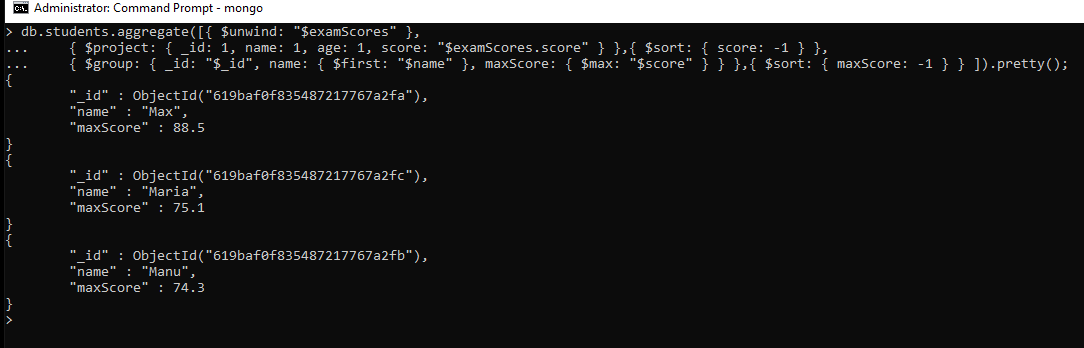 Administrator: Command Prompt - mongo
> db.students.aggregate([{ $unwind: "$examScores" },
...     { $project: { _id: 1, name: 1, age: 1, score: "$examScores.score" } },{ $sort: { score: -1 } },
...     { $group: { _id: "$_id", name: { $first: "$name" }, maxScore: { $max: "$score" } } },{ $sort: { maxScore: -1 } } ]).pretty();
{
        "_id" : ObjectId("619baf0f835487217767a2fa"),
        "name" : "Max",
        "maxScore" : 88.5
}
{
        "_id" : ObjectId("619baf0f835487217767a2fc"),
        "name" : "Maria",
        "maxScore" : 75.1
}
{
        "_id" : ObjectId("619baf0f835487217767a2fb"),
        "name" : "Manu",
        "maxScore" : 74.3
}
>